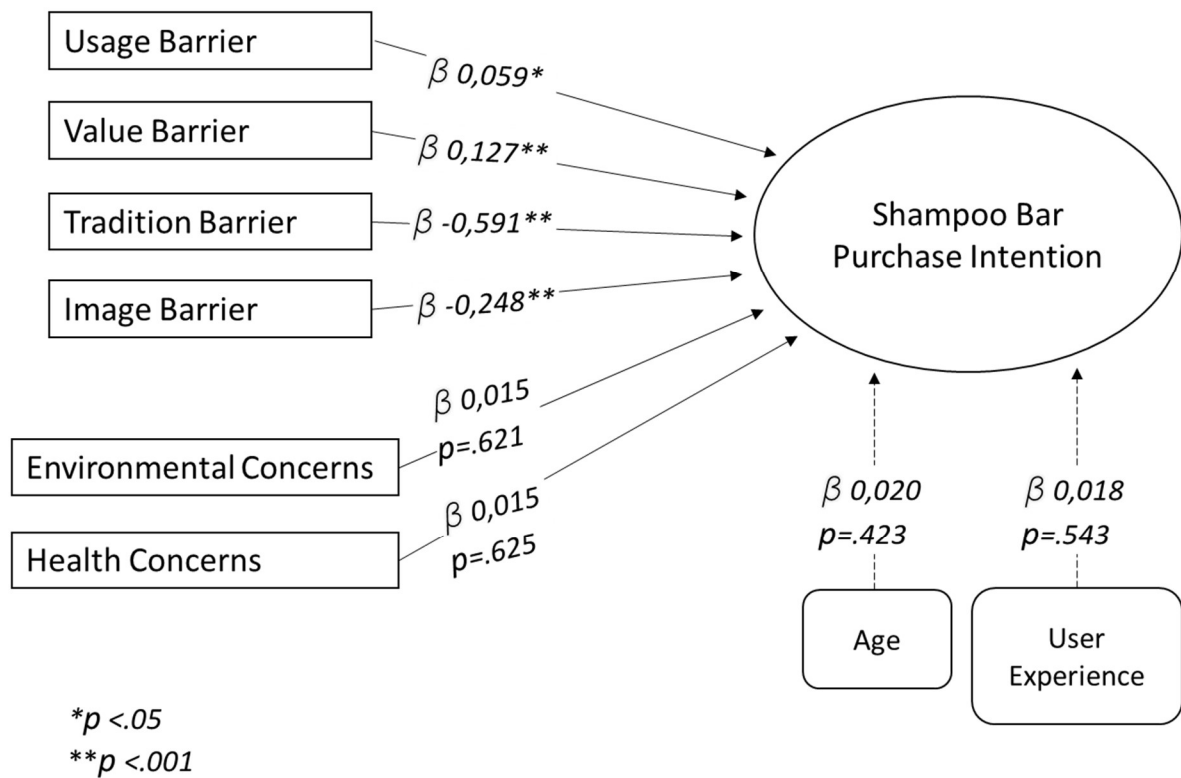 Usage Barrier
β 0,059*
Value Barrier
β 0,127**
Tradition Barrier
β -0,591**
Image Barrier
β -0,248**
Shampoo Bar
Purchase Intention
Environmental Concerns
β 0,015
p=.621
Health Concerns
β 0,015
p=.625
β 0,020
p=.423
Age
β 0,018
p=.543
User
Experience
*p <.05
**p <.001